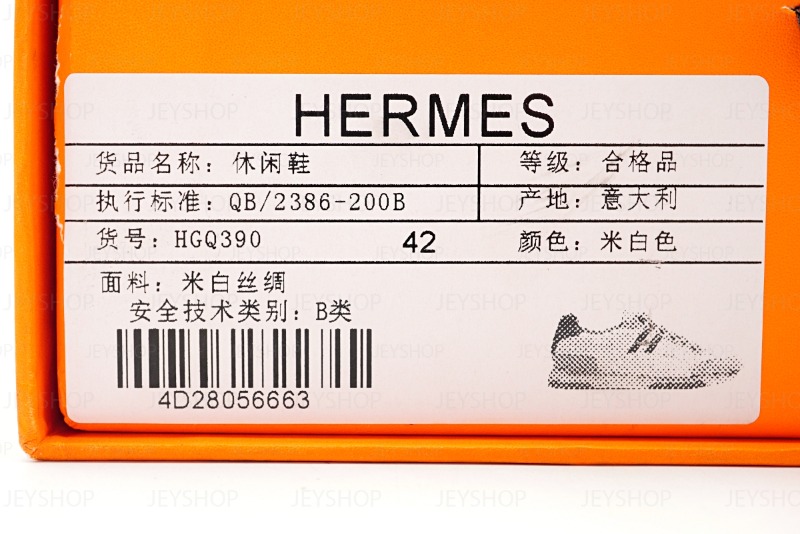 HERMES
货品名称：休闲鞋 等级：合格品
执行标准：QB/2386-200B 产地：意大利
货号：HGQ390 42 颜色：米白色
面料：米白丝绸
安全技术类别：B类
4D28056663
JEYSHOP